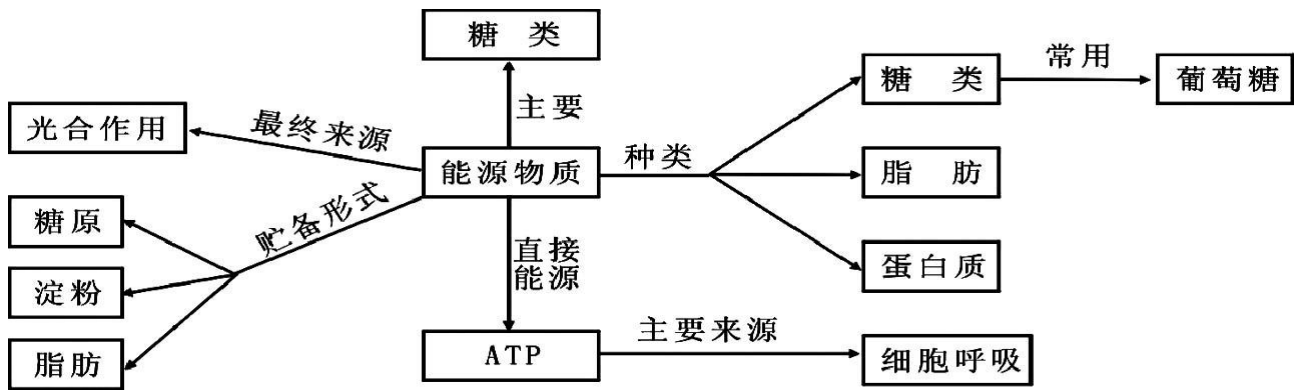 糖类
糖类
常用
葡萄糖
主要
光合作用
最终来源
能源物质
种类
脂肪
贮备形式
糖原
直接
能源
蛋白质
淀粉
主要来源
ATP
细胞呼吸
脂肪